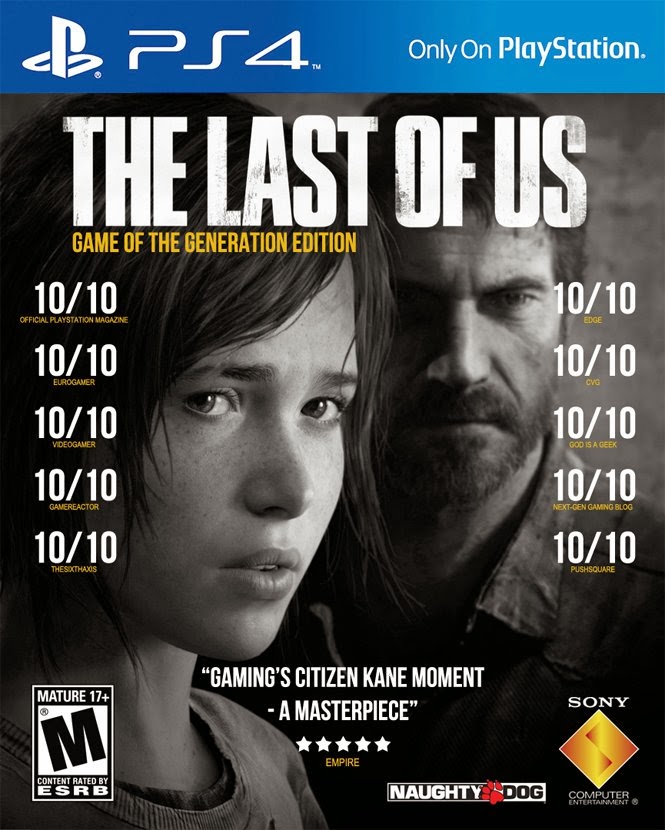 PS4™
Only On PlayStation®
THE LAST OF US
GAME OF THE GENERATION EDITION
10/10
OFFICIAL PLAYSTATION MAGAZINE
10/10
EUROGAMER
10/10
VIDEOGAMER
10/10
GAMEREACTOR
10/10
THESIXTHAXIS
10/10
EDGE
10/10
CVG
10/10
GOD IS A GEEK
10/10
NEXT-GEN GAMING BLOG
10/10
PUSHSQUARE
“GAMING’S CITIZEN KANE MOMENT
- A MASTERPIECE”
★★★★★
EMPIRE
MATURE 17+
M®
CONTENT RATED BY
ESRB
NAUGHTY DOG
SONY
COMPUTER
ENTERTAINMENT®